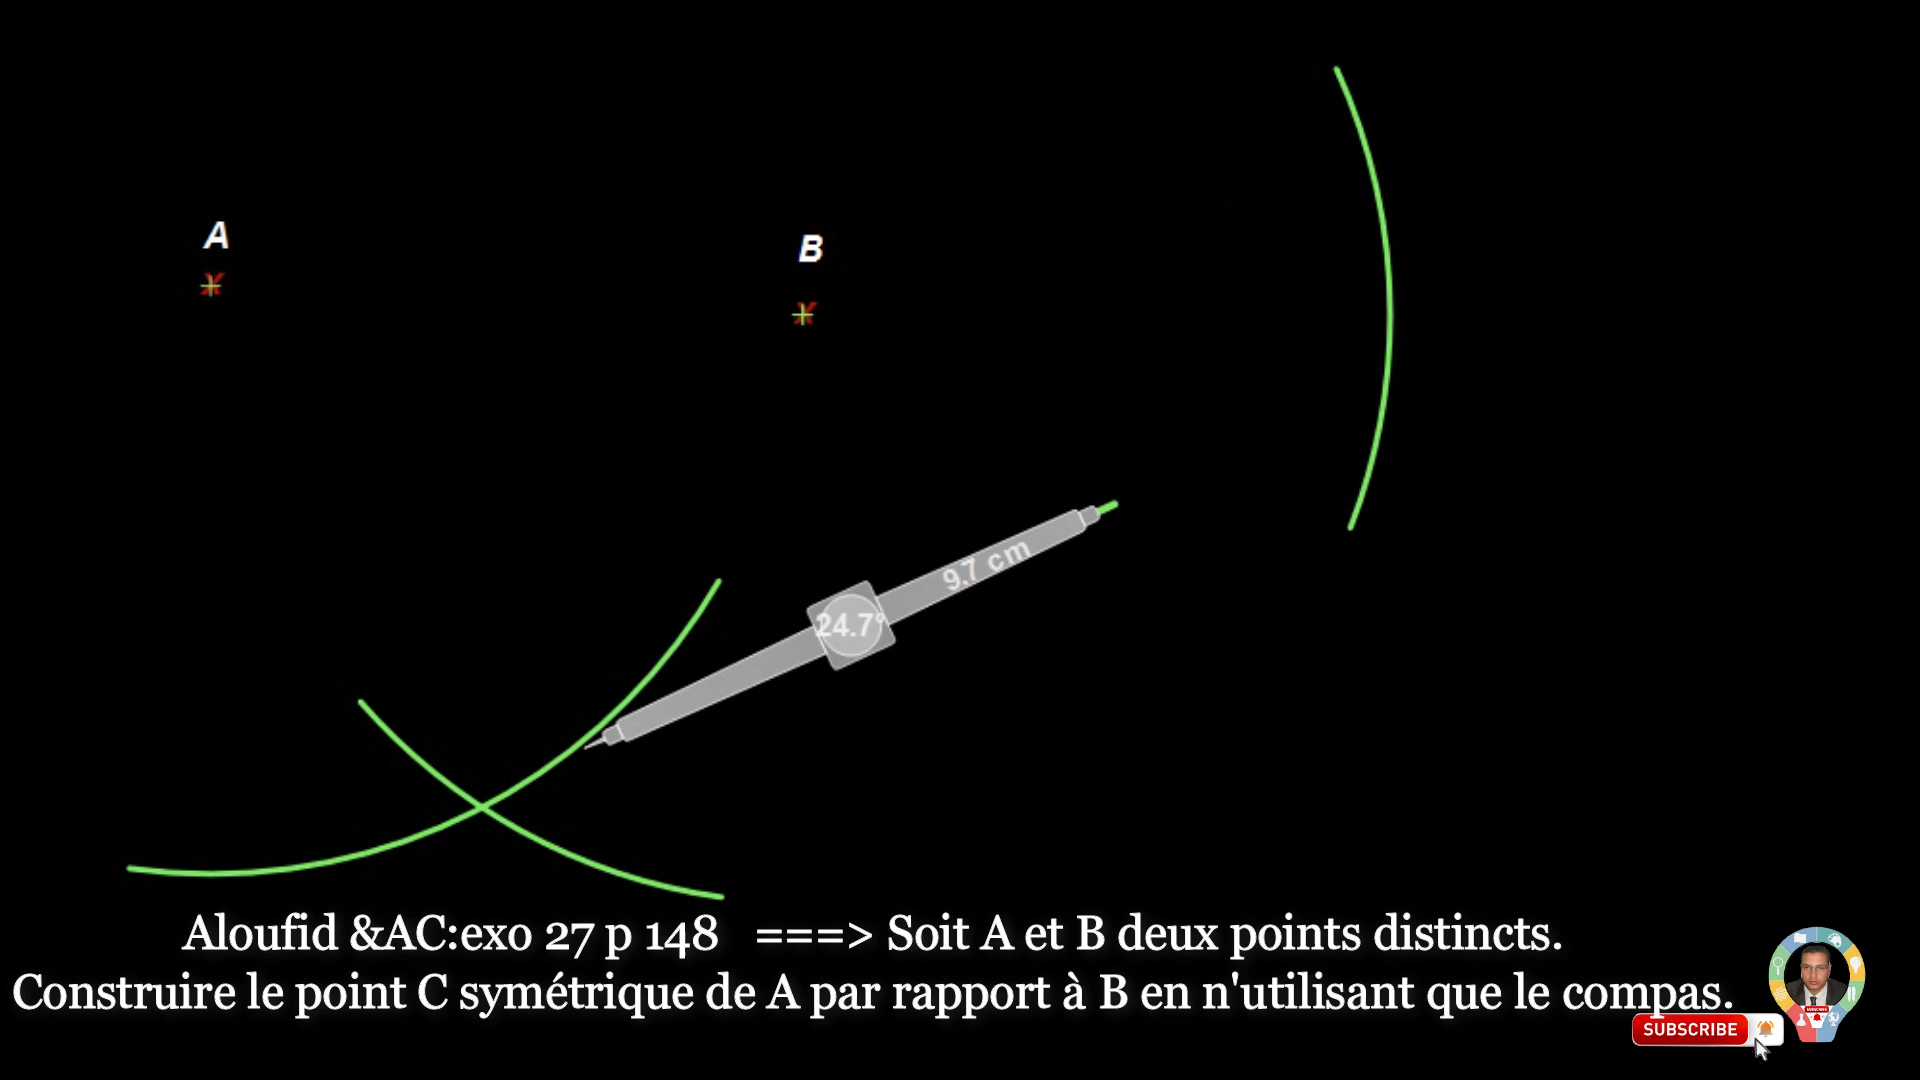 A
B
9.7 cm
24.7°
Aloufid &AC:exo 27 p 148 ===> Soit A et B deux points distincts.
Construire le point C symétrique de A par rapport à B en n'utilisant que le compas.
SUBSCRIBE